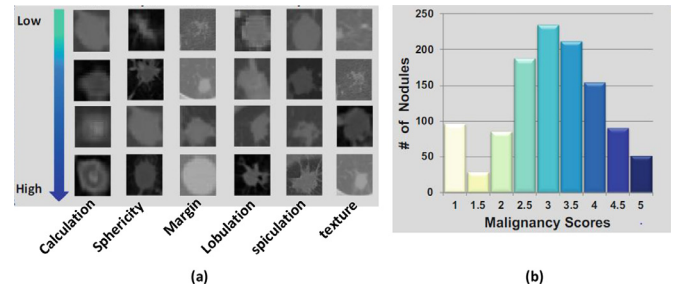 Low
High
Calculation
Sphericity
Margin
Lobulation
spiculation
texture
(a)
# of Nodules
250
200
150
100
50
0
1 1.5 2 2.5 3 3.5 4 4.5 5
Malignancy Scores
(b)